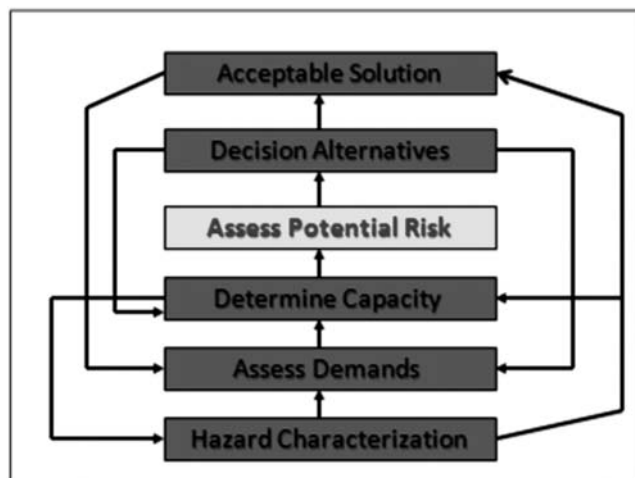 Acceptable Solution
Decision Alternatives
Assess Potential Risk
Determine Capacity
Assess Demands
Hazard Characterization